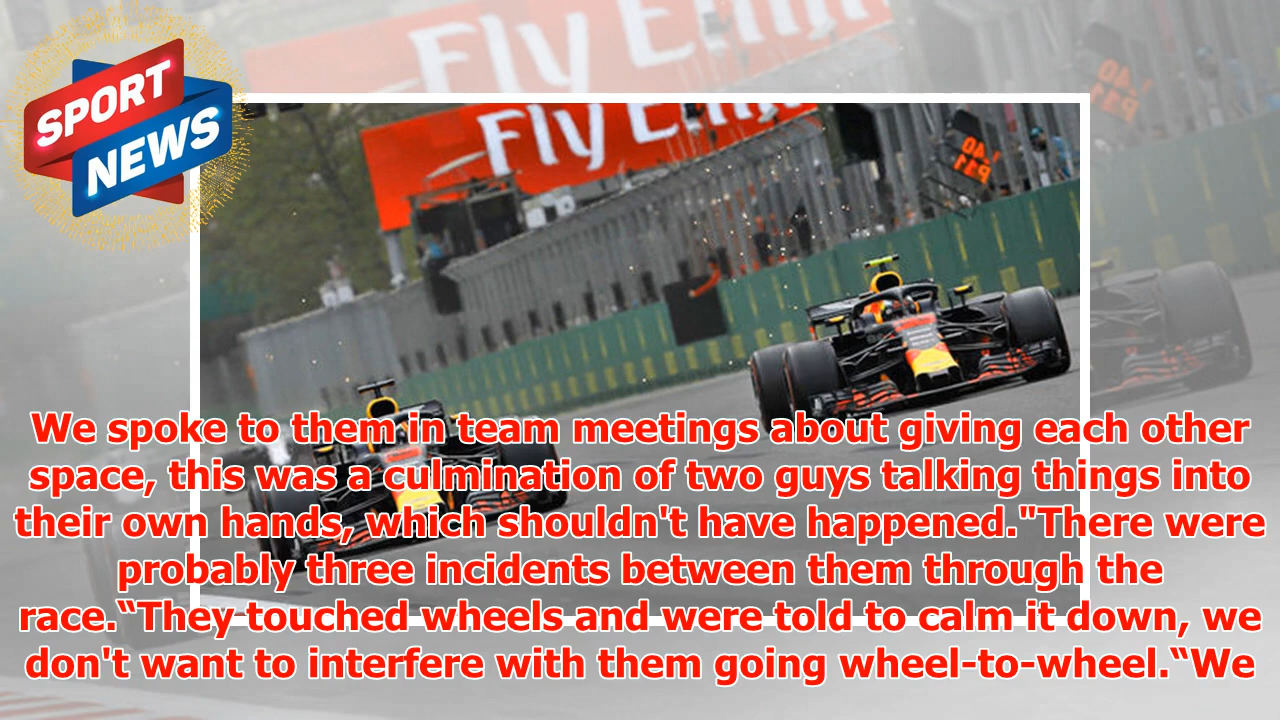 SPORT
NEWS
Fly
Fly
We spoke to them in team meetings about giving each other
space, this was a culmination of two guys talking things into
their own hands, which shouldn't have happened."There were
probably three incidents between them through the
race.“They touched wheels and were told to calm it down, we
don't want to interfere with them going wheel-to-wheel.“We